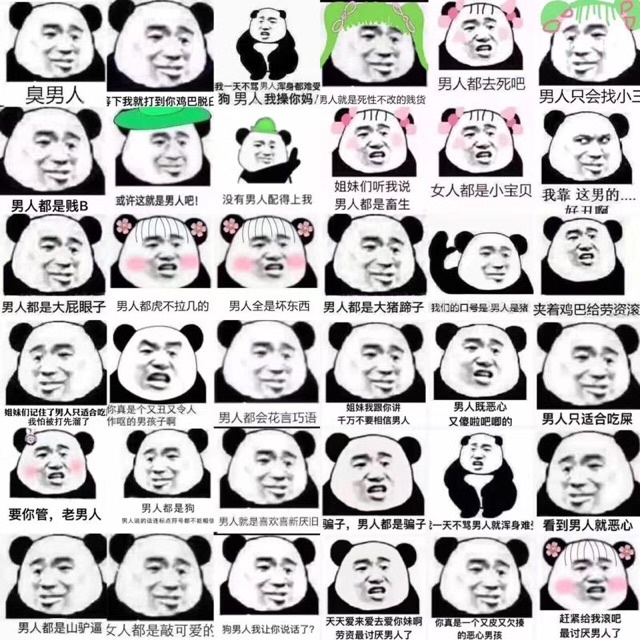 臭男人
等下我就打到你鸡巴脱臼
我一天不骂男人浑身都难受
狗男人我操你妈
男人就是死性不改的贱货
男人都去死吧
男人只会找小三
男人都是贱B
或许这就是男人吧!
没有男人配得上我
姐妹们听我说
男人都是畜生
女人都是小宝贝
我靠 这男的....
好丑啊
男人都是大屁眼子
男人都虎不拉几的
男人全是坏东西
男人都是大猪蹄子
我们的口号是 男人是猪
夹着鸡巴给劳资滚
姐妹们记住了男人只适合吃
我怕被打先溜了
你真是个又丑又令人
作呕的男孩子啊
男人都会花言巧语
姐妹我跟你讲
千万不要相信男人
男人既恶心
又傻啦吧唧的
男人只适合吃屎
要你管，老男人
男人都是狗
男人说的话连标点符号都不能相信
男人就是喜欢喜新厌旧
骗子，男人都是骗子
我一天不骂男人就浑身难受
看到男人就恶心
男人都是山驴逼
女人都是敲可爱的
狗男人我让你说话了?
天天爱来爱去爱你妹啊
劳资最讨厌男人了
你真是一个又皮又欠揍
的恶心男孩
赶紧给我滚吧
最讨厌男人了